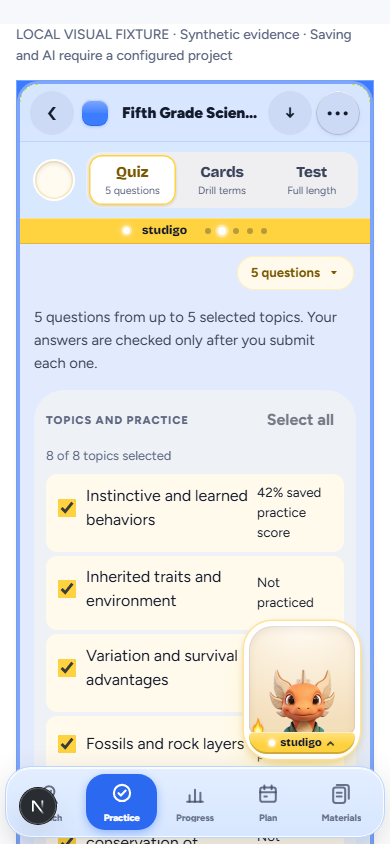 LOCAL VISUAL FIXTURE · Synthetic evidence · Saving
and AI require a configured project
Fifth Grade Scien...
Quiz
5 questions
Cards
Drill terms
Test
Full length
studigo
5 questions
5 questions from up to 5 selected topics. Your
answers are checked only after you submit
each one.
TOPICS AND PRACTICE
Select all
8 of 8 topics selected
Instinctive and learned
behaviors
42% saved
practice
score
Inherited traits and
environment
Not
practiced
Variation and survival
advantages
Fossils and rock layers
studigo
N
Practice
Progress
Plan
Materials